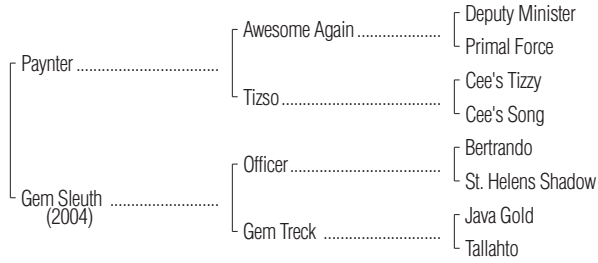 Deputy Minister
Awesome Again ..................
Primal Force
Paynter ...............................
Cee's Tizzy
Tizso ...................................
Cee's Song
Bertrando
Officer .................................
St. Helens Shadow
Gem Sleuth .......................
(2004)
Java Gold
Gem Treck .........................
Tallahto